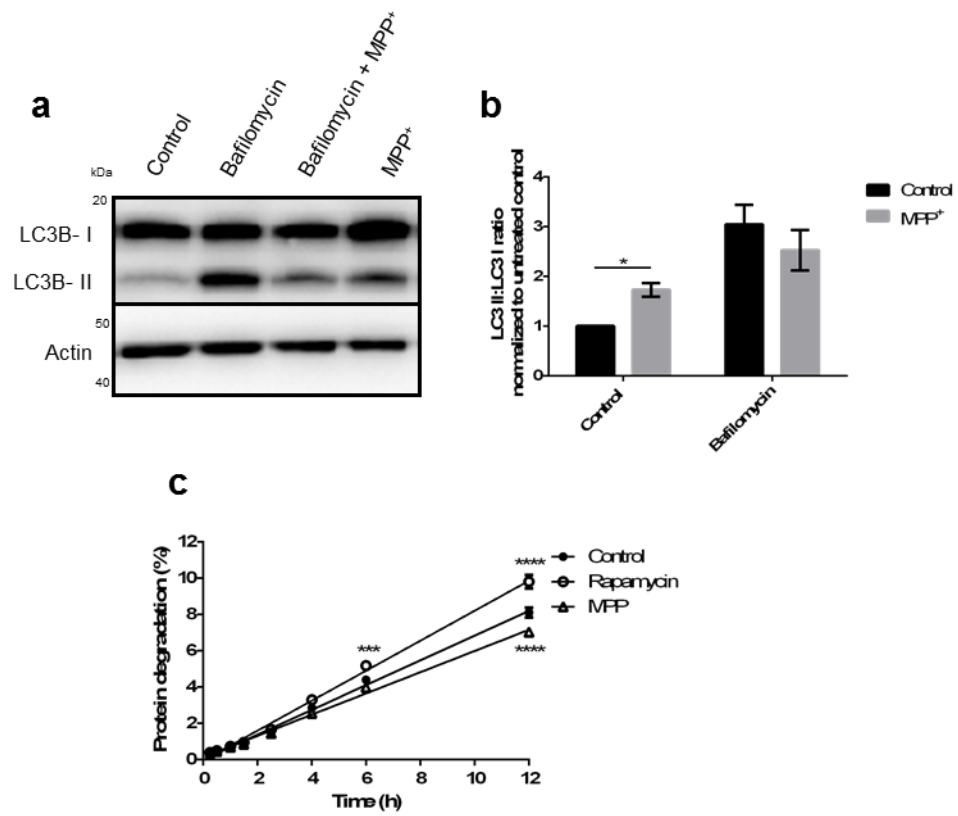 a
Control
Bafilomycin
Bafilomycin + MPP⁺
MPP⁺
kDa
20
LC3B- I
LC3B- II
50
Actin
40
b
LC3 II:LC3 I ratio
normalized to untreated control
4
3
2
1
0
*
Control
MPP⁺
Control
Bafilomycin
c
Protein degradation (%)
12
10
8
6
4
2
0
***
****
****
Control
Rapamycin
MPP
0
2
4
6
8
10
12
Time (h)